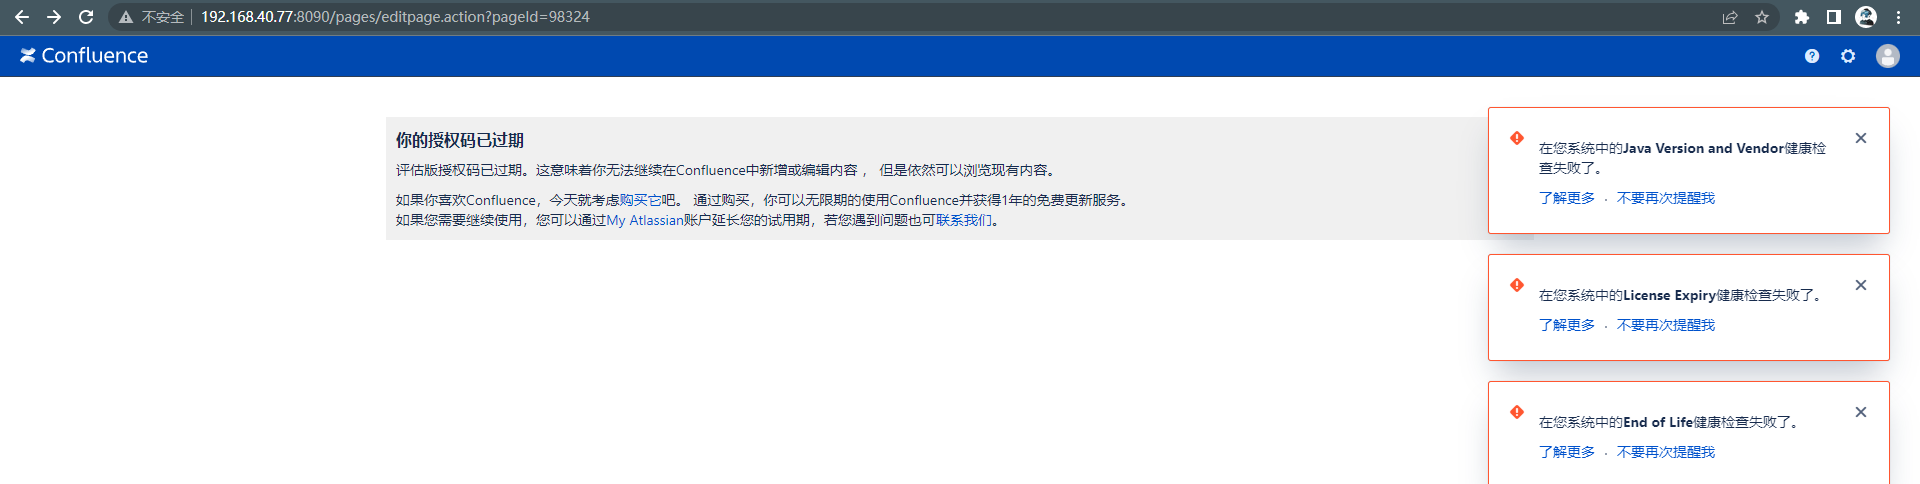 不安全 192.168.40.77:8090/pages/editpage.action?pageId=98324
Confluence
你的授权码已过期
评估版授权码已过期。这意味着你无法继续在Confluence中新增或编辑内容 ， 但是依然可以浏览现有内容。
如果你喜欢Confluence，今天就考虑购买它吧。 通过购买，你可以无限期的使用Confluence并获得1年的免费更新服务。
如果您需要继续使用，您可以通过My Atlassian账户延长您的试用期，若您遇到问题也可联系我们。
在您系统中的Java Version and Vendor健康检
查失败了。
了解更多 · 不要再次提醒我
在您系统中的License Expiry健康检查失败了。
了解更多 · 不要再次提醒我
在您系统中的End of Life健康检查失败了。
了解更多 · 不要再次提醒我